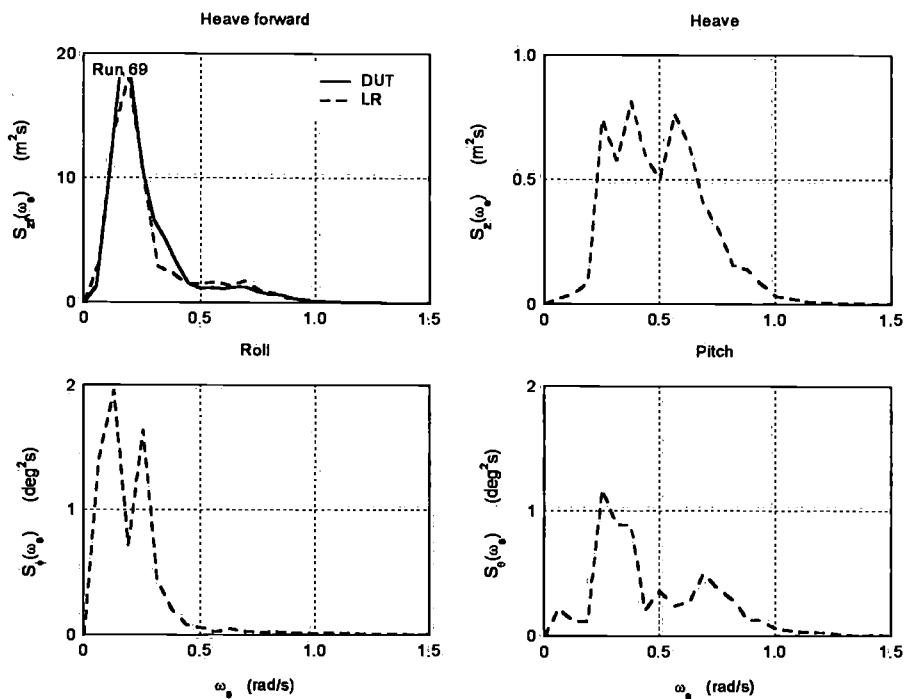 Heave forward
Heave
20
10
0
Run 69
DUT
LR
S_zf(ω_e) (m²s)
0 0.5 1.0 1.5
1.0
0.5
0
S_z(ω_e) (m²s)
0 0.5 1.0 1.5
Roll
Pitch
2
1
0
S_φ(ω_e) (deg²s)
0 0.5 1.0 1.5
ω_e (rad/s)
2
1
0
S_θ(ω_e) (deg²s)
0 0.5 1.0 1.5
ω_e (rad/s)